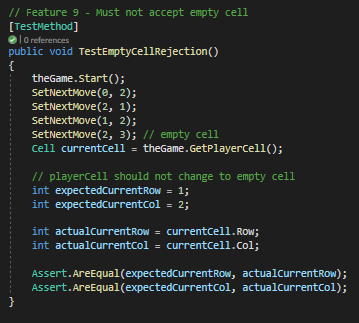 // Feature 9 - Must not accept empty cell
[TestMethod]
| 0 references
public void TestEmptyCellRejection()
{
theGame.Start();
SetNextMove(0, 2);
SetNextMove(2, 1);
SetNextMove(1, 2);
SetNextMove(2, 3); // empty cell
Cell currentCell = theGame.GetPlayerCell();
// playerCell should not change to empty cell
int expectedCurrentRow = 1;
int expectedCurrentCol = 2;
int actualCurrentRow = currentCell.Row;
int actualCurrentCol = currentCell.Col;
Assert.AreEqual(expectedCurrentRow, actualCurrentRow);
Assert.AreEqual(expectedCurrentCol, actualCurrentCol);
}